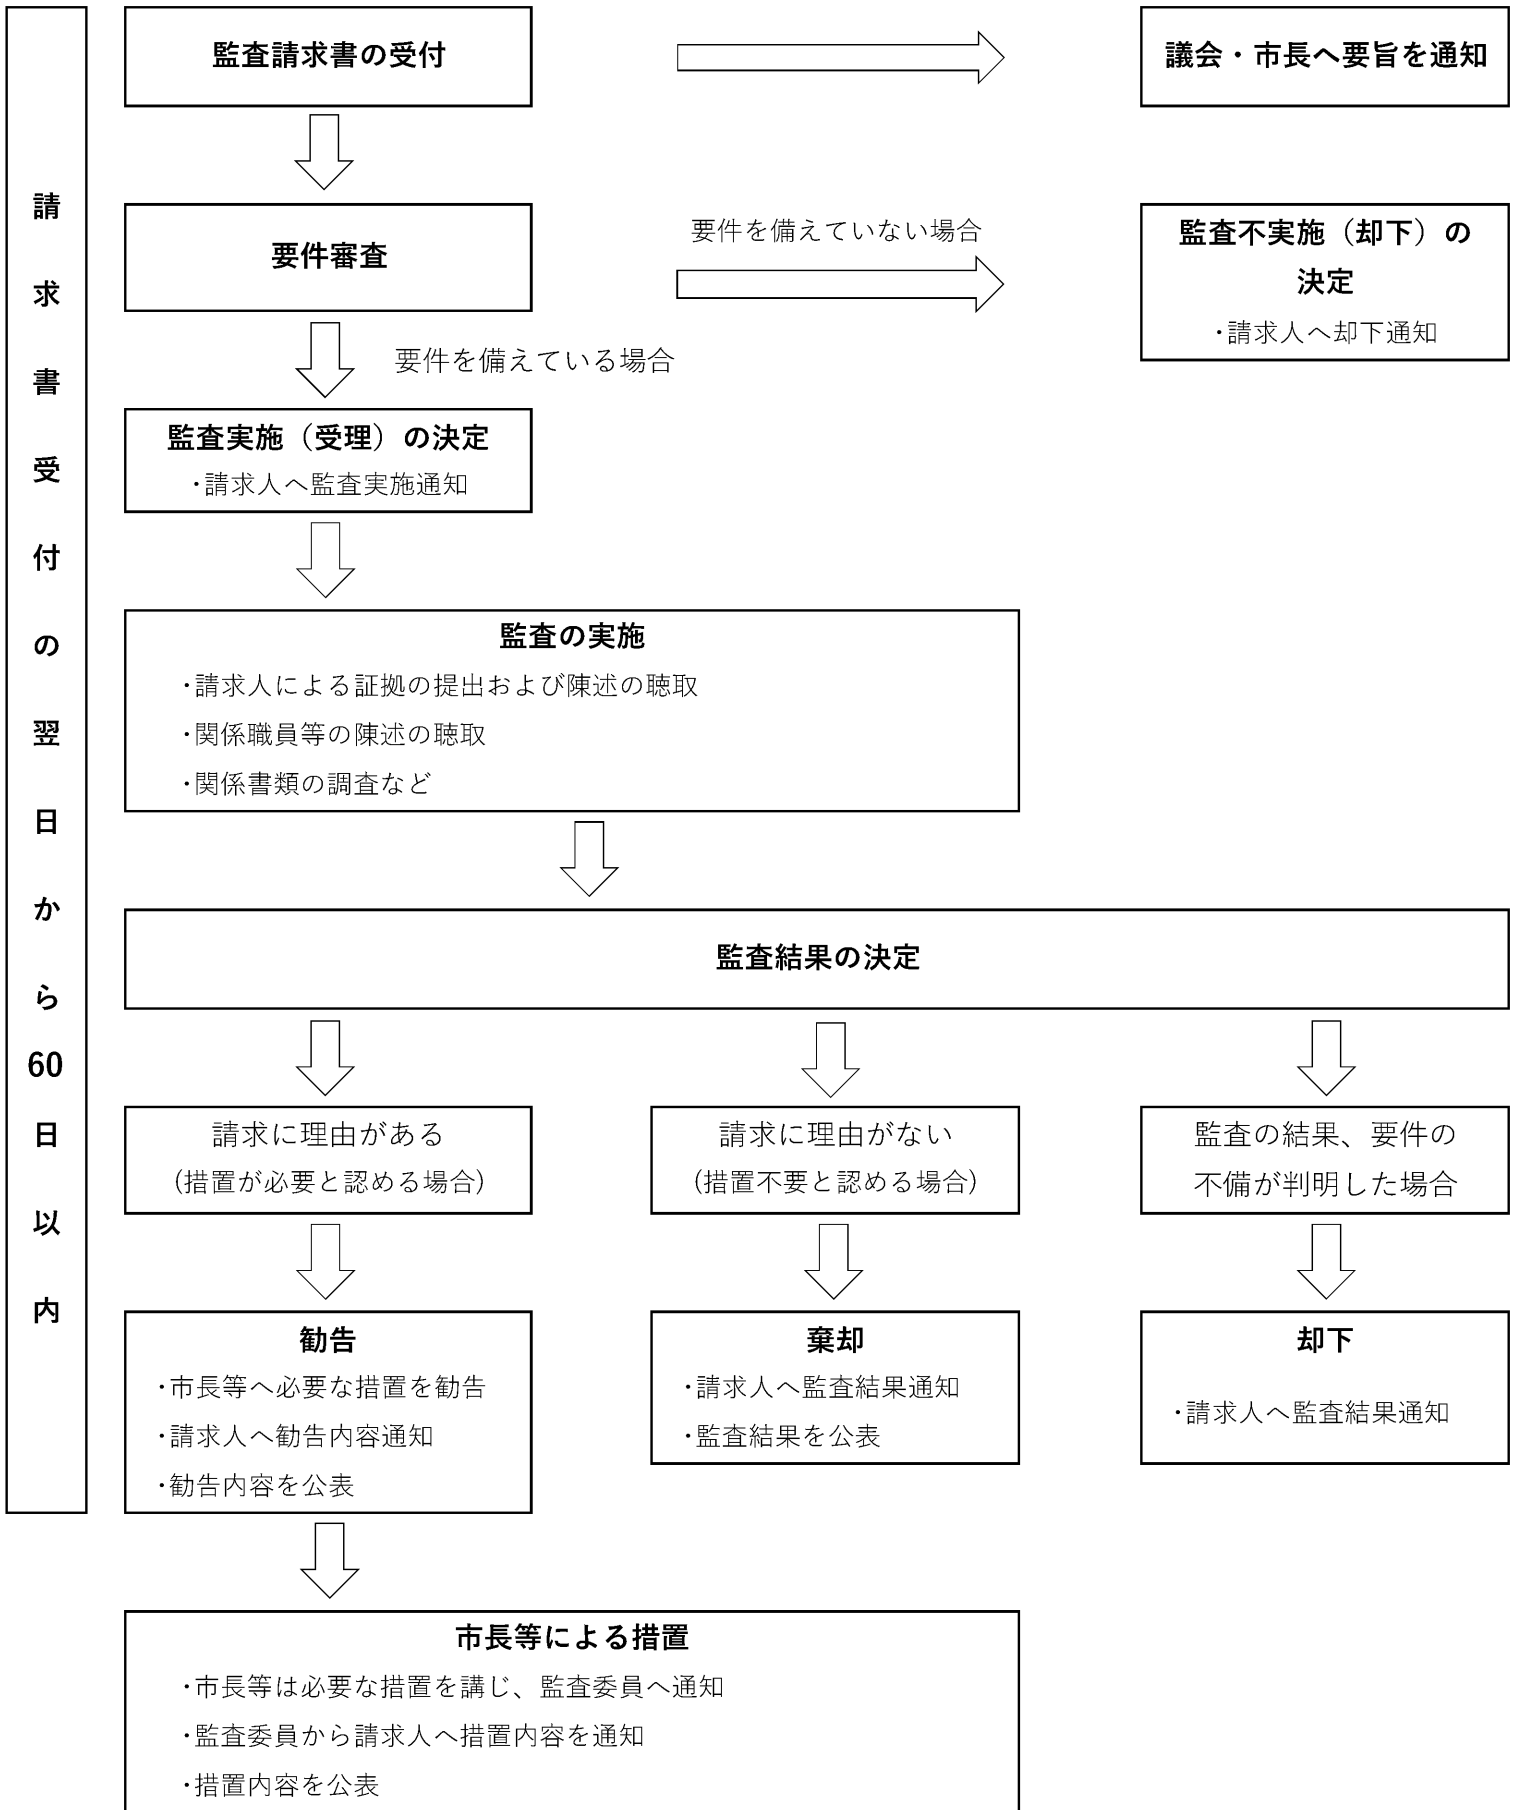 請求書受付の翌日から60日以内
監査請求書の受付
議会・市長へ要旨を通知
要件審査
要件を備えていない場合
監査不実施（却下）の
決定
・請求人へ却下通知
要件を備えている場合
監査実施（受理）の決定
・請求人へ監査実施通知
監査の実施
・請求人による証拠の提出および陳述の聴取
・関係職員等の陳述の聴取
・関係書類の調査など
監査結果の決定
請求に理由がある
（措置が必要と認める場合）
請求に理由がない
（措置不要と認める場合）
監査の結果、要件の
不備が判明した場合
勧告
・市長等へ必要な措置を勧告
・請求人へ勧告内容通知
・勧告内容を公表
棄却
・請求人へ監査結果通知
・監査結果を公表
却下
・請求人へ監査結果通知
市長等による措置
・市長等は必要な措置を講じ、監査委員へ通知
・監査委員から請求人へ措置内容を通知
・措置内容を公表